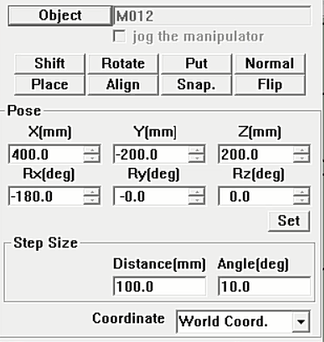 Object M012
jog the manipulator
Shift Rotate Put Normal
Place Align Snap. Flip
Pose
X(mm) Y(mm) Z(mm)
400.0 -200.0 200.0
Rx(deg) Ry(deg) Rz(deg)
-180.0 -0.0 0.0
Set
Step Size
Distance(mm) Angle(deg)
100.0 10.0
Coordinate World Coord.